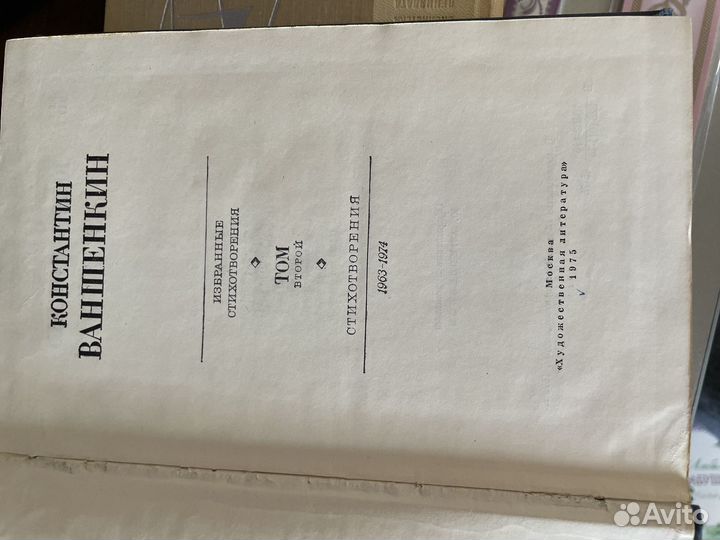 КОНСТАНТИН
ВАНШЕНКИН
ИЗБРАННЫЕ
СТИХОТВОРЕНИЯ
ТОМ
ВТОРОЙ
СТИХОТВОРЕНИЯ
1963-1974
Москва
«Художественная литература»
1975
Avito